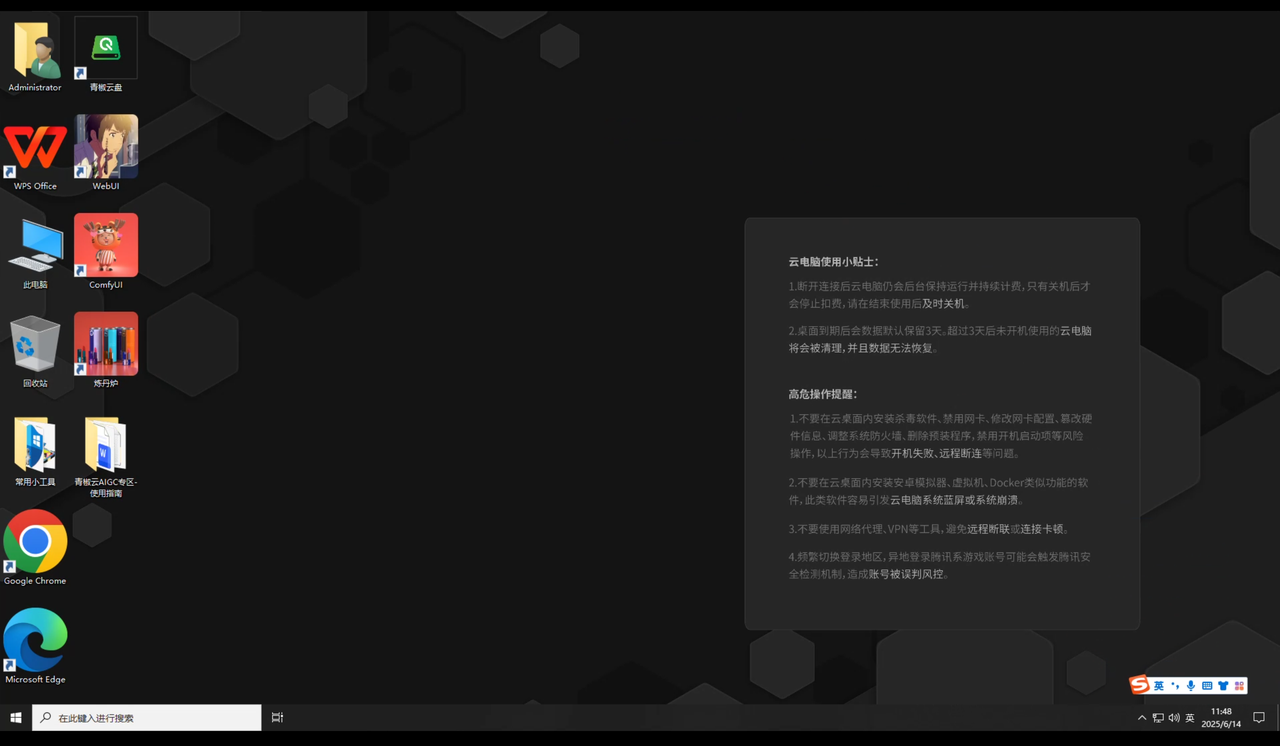 Administrator
青椒云盘
WPS Office
WebUI
此电脑
ComfyUI
回收站
炼丹炉
常用小工具
青椒云AIGC专区-
使用指南
Google Chrome
Microsoft Edge
云电脑使用小贴士：
1.断开连接后云电脑仍会后台保持运行并持续计费，只有关机后才
会停止扣费，请在结束使用后及时关机。
2.桌面到期后会数据默认保留3天。超过3天后未开机使用的云电脑
将会被清理，并且数据无法恢复。
高危操作提醒：
1.不要在云桌面内安装杀毒软件、禁用网卡、修改网卡配置、篡改硬
件信息、调整系统防火墙、删除预装程序，禁用开机启动项等风险
操作，以上行为会导致开机失败、远程断连等问题。
2.不要在云桌面内安装安卓模拟器、虚拟机、Docker类似功能的软
件，此类软件容易引发云电脑系统蓝屏或系统崩溃。
3.不要使用网络代理、VPN等工具，避免远程断联或连接卡顿。
4.频繁切换登录地区，异地登录腾讯系游戏账号可能会触发腾讯安
全检测机制，造成账号被误判风控。
英
在此键入进行搜索
英
11:48
2025/6/14